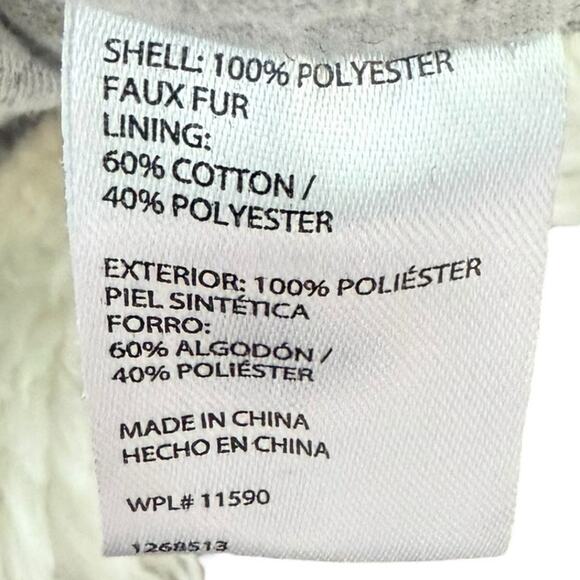 SHELL: 100% POLYESTER
FAUX FUR
LINING:
60% COTTON /
40% POLYESTER
EXTERIOR: 100% POLIÉSTER
PIEL SINTÉTICA
FORRO:
60% ALGODÓN /
40% POLIÉSTER
MADE IN CHINA
HECHO EN CHINA
WPL# 11590
1268513